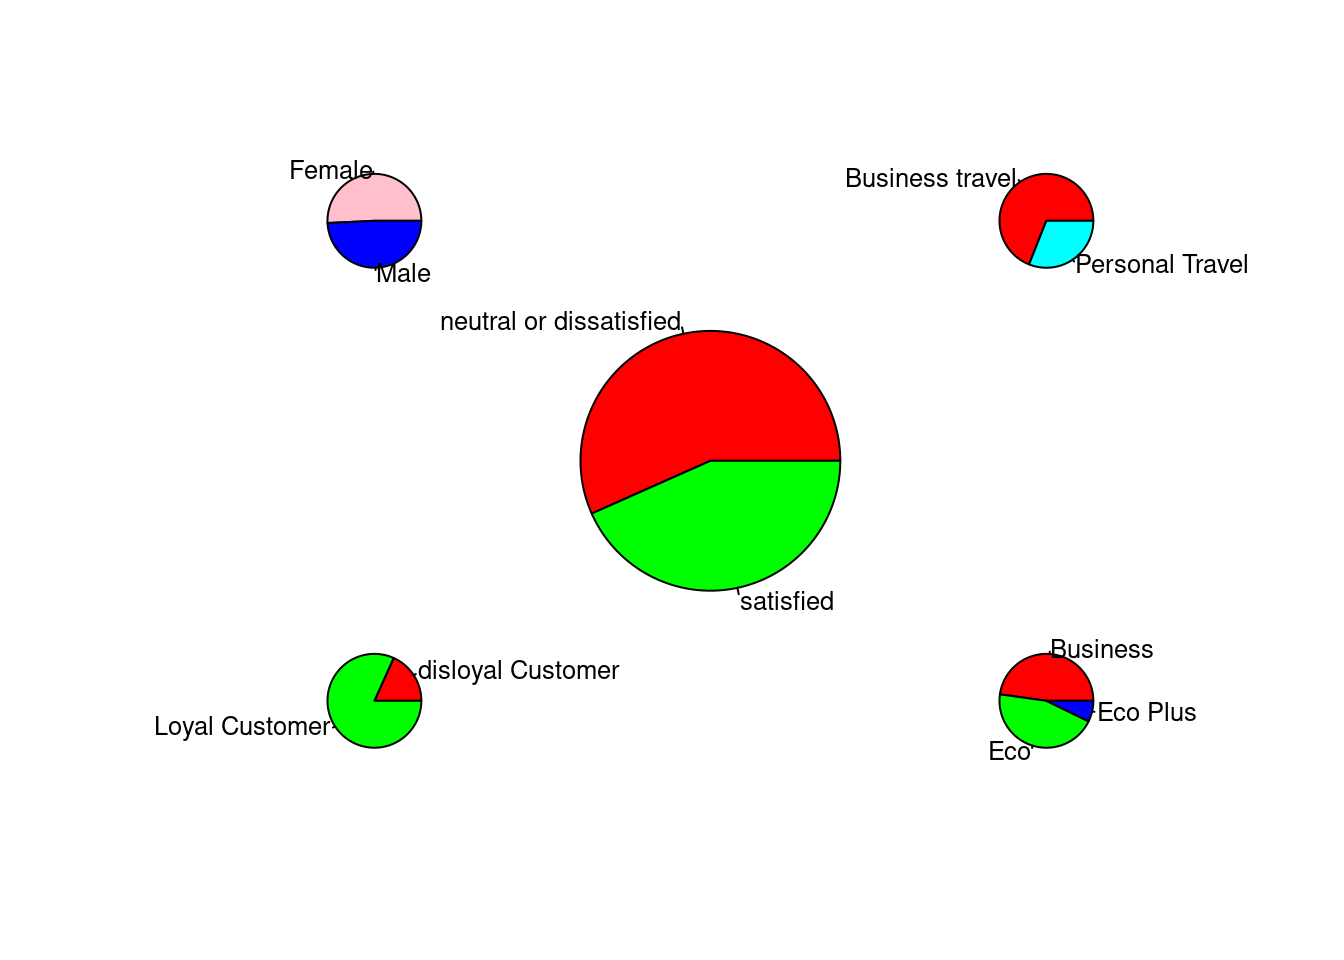 Female
Male
Business travel
Personal Travel
neutral or dissatisfied
satisfied
disloyal Customer
Loyal Customer
Business
Eco Plus
Eco